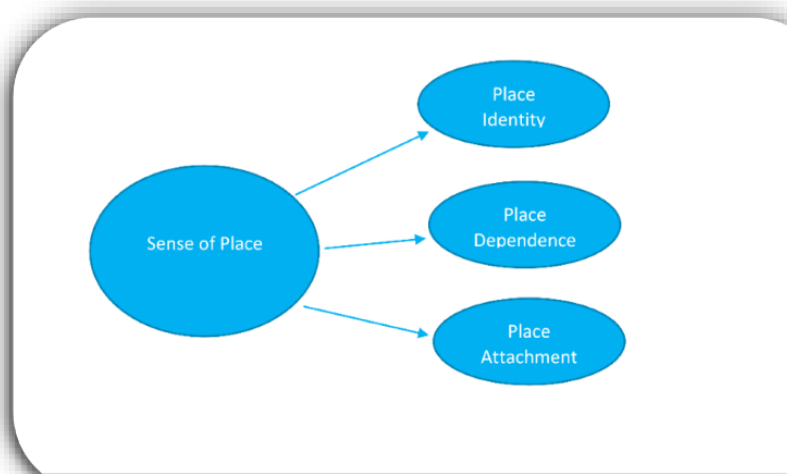 Place
Identity
Sense of Place
Place
Dependence
Place
Attachment